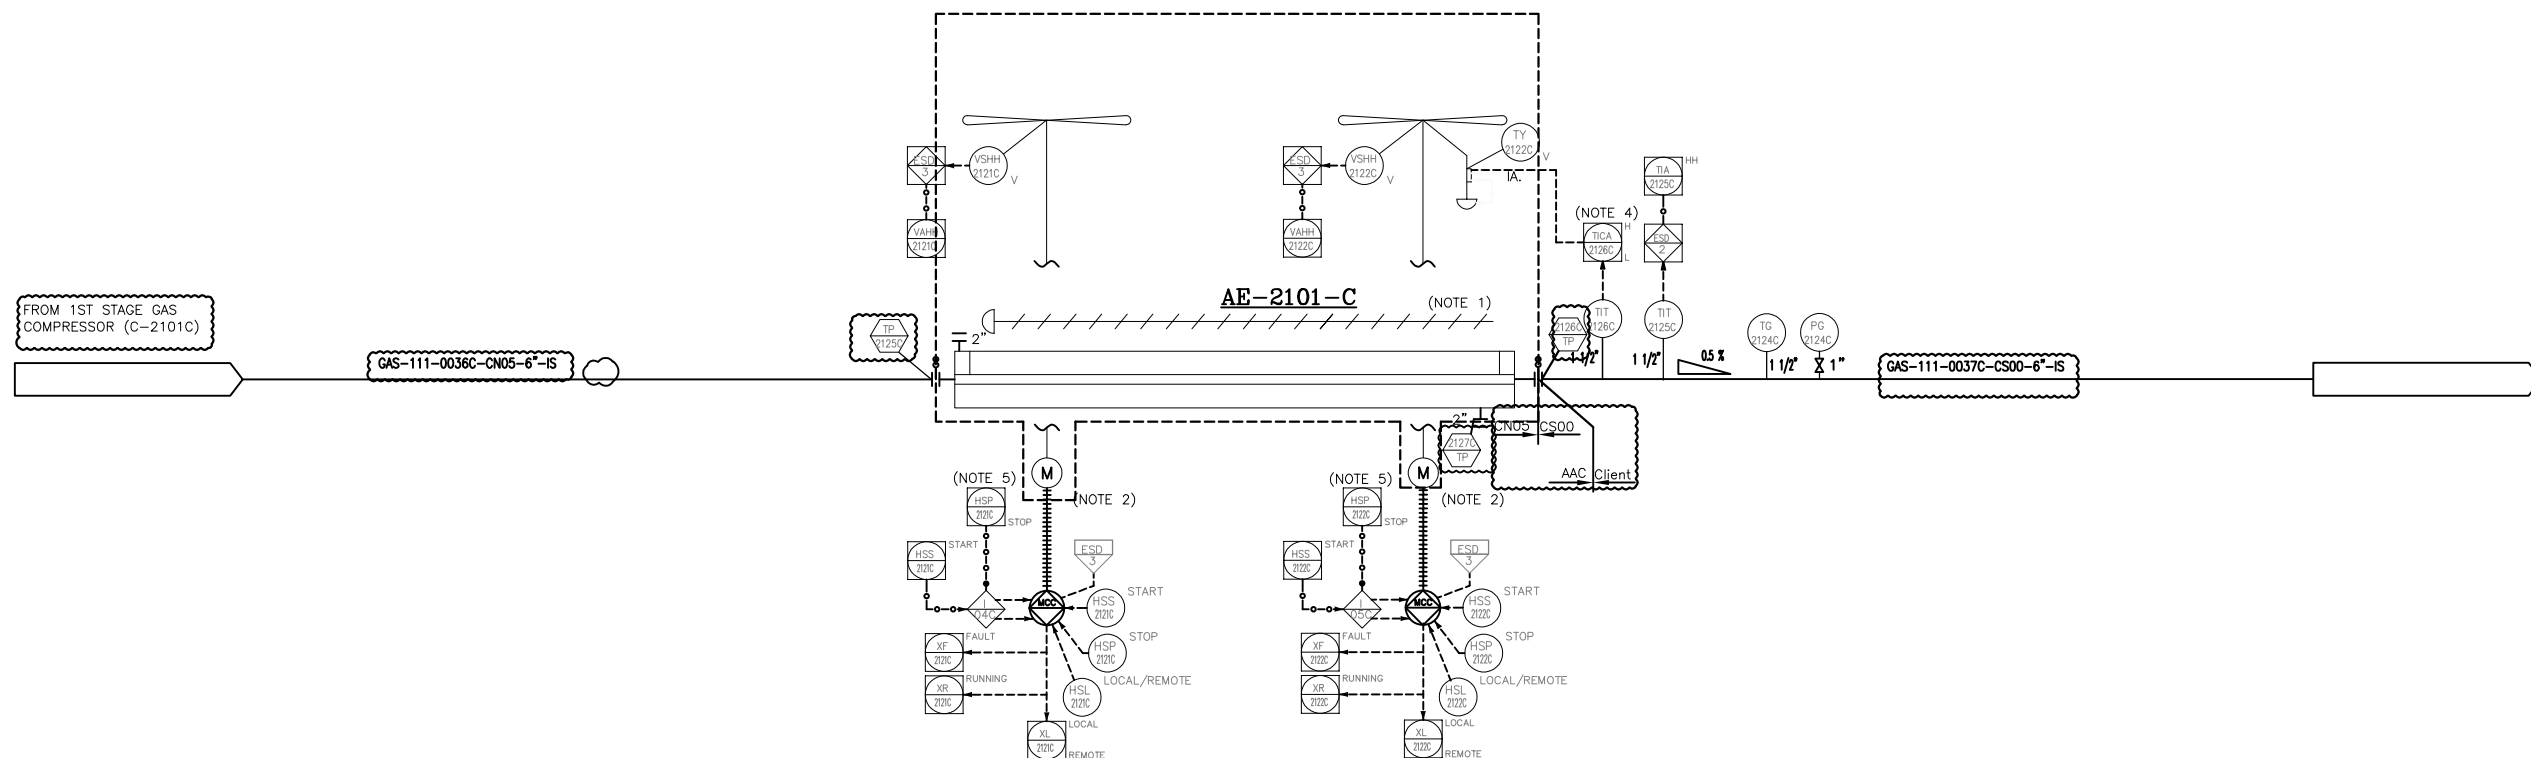 TY
2122C
V
ESD
3
VSHH
2121C
V
ESD
3
VSHH
2122C
V
IA.
TIA
2125C
HH
VAHH
2121C
VAHH
2122C
(NOTE 4)
TICA
2126C
H
L
ESD
2
AE-2101-C
(NOTE 1)
FROM 1ST STAGE GAS
COMPRESSOR (C-2101C)
TP
2125C
2"
2126C
TP
TIT
2126C
TIT
2125C
TG
2124C
PG
2124C
1 1/2"
1 1/2"
0.5 %
1 1/2"
1"
GAS-111-0036C-CN05-6"-IS
GAS-111-0037C-CS00-6"-IS
2"
CN05
CS00
2127C
TP
AAC
Client
M
M
(NOTE 5)
(NOTE 2)
(NOTE 5)
(NOTE 2)
HSP
2121C
STOP
HSP
2122C
STOP
HSS
2121C
START
ESD
3
HSS
2122C
START
ESD
3
I
04C
MCC
HSS
2121C
START
I
05C
MCC
HSS
2122C
START
XF
2121C
FAULT
HSP
2121C
STOP
XF
2122C
FAULT
HSP
2122C
STOP
XR
2121C
RUNNING
HSL
2121C
LOCAL/REMOTE
XR
2122C
RUNNING
HSL
2122C
LOCAL/REMOTE
XL
2121C
LOCAL
REMOTE
XL
2122C
LOCAL
REMOTE